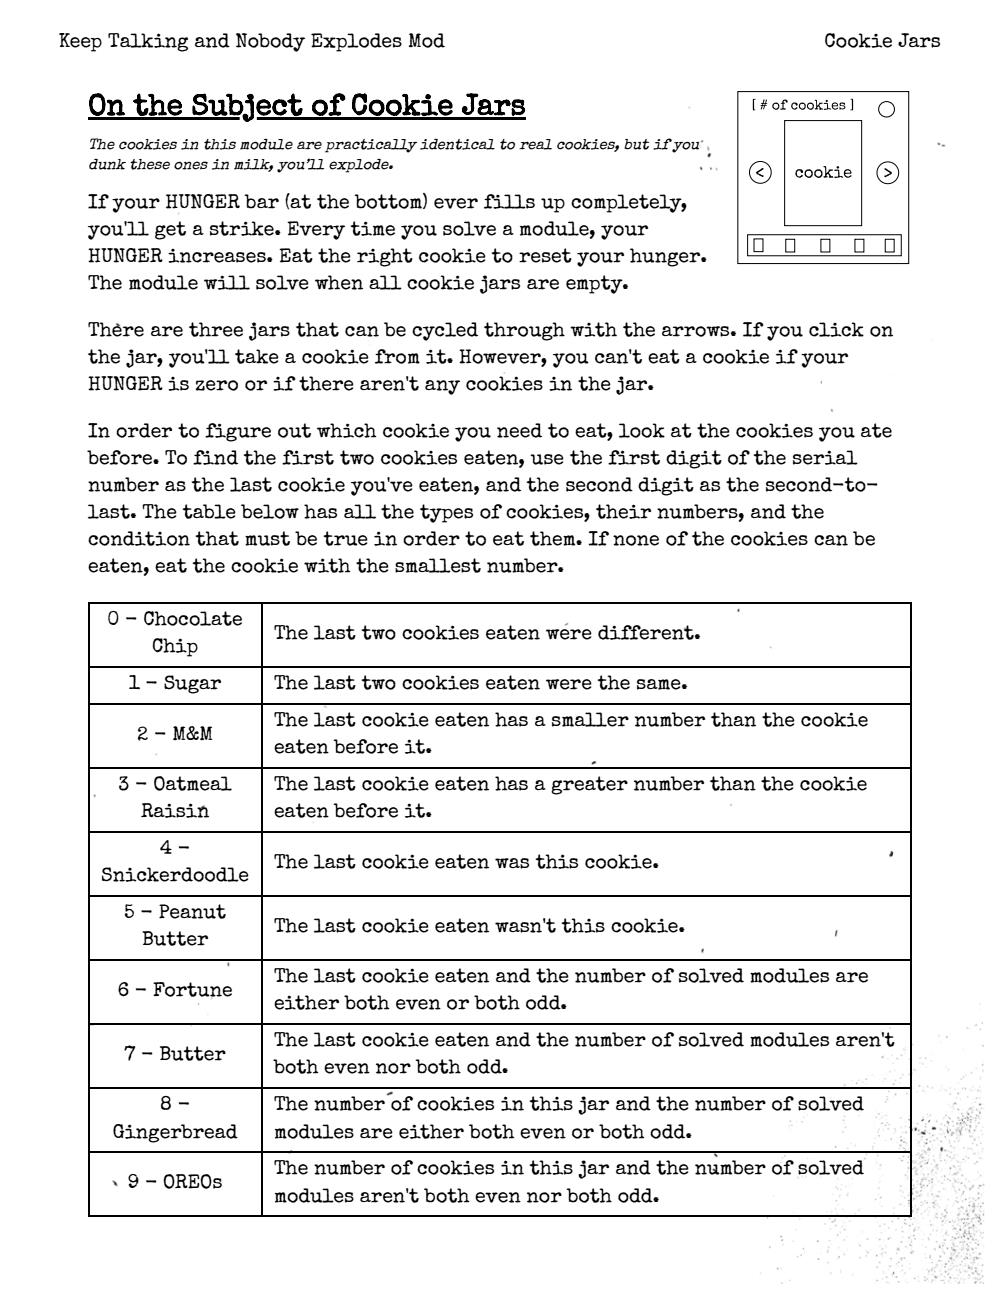 Keep Talking and Nobody Explodes Mod
Cookie Jars
On the Subject of Cookie Jars
[ # of cookies ]
<
cookie
>
The cookies in this module are practically identical to real cookies, but if you
dunk these ones in milk, you'll explode.
If your HUNGER bar (at the bottom) ever fills up completely,
you'll get a strike. Every time you solve a module, your
HUNGER increases. Eat the right cookie to reset your hunger.
The module will solve when all cookie jars are empty.
There are three jars that can be cycled through with the arrows. If you click on
the jar, you'll take a cookie from it. However, you can't eat a cookie if your
HUNGER is zero or if there aren't any cookies in the jar.
In order to figure out which cookie you need to eat, look at the cookies you ate
before. To find the first two cookies eaten, use the first digit of the serial
number as the last cookie you've eaten, and the second digit as the second-to-
last. The table below has all the types of cookies, their numbers, and the
condition that must be true in order to eat them. If none of the cookies can be
eaten, eat the cookie with the smallest number.
0 - Chocolate
Chip
The last two cookies eaten were different.
1 - Sugar
The last two cookies eaten were the same.
2 - M&M
The last cookie eaten has a smaller number than the cookie
eaten before it.
3 - Oatmeal
Raisin
The last cookie eaten has a greater number than the cookie
eaten before it.
4 -
Snickerdoodle
The last cookie eaten was this cookie.
5 - Peanut
Butter
The last cookie eaten wasn't this cookie.
6 - Fortune
The last cookie eaten and the number of solved modules are
either both even or both odd.
7 - Butter
The last cookie eaten and the number of solved modules aren't
both even nor both odd.
8 -
Gingerbread
The number of cookies in this jar and the number of solved
modules are either both even or both odd.
9 - OREOs
The number of cookies in this jar and the number of solved
modules aren't both even nor both odd.